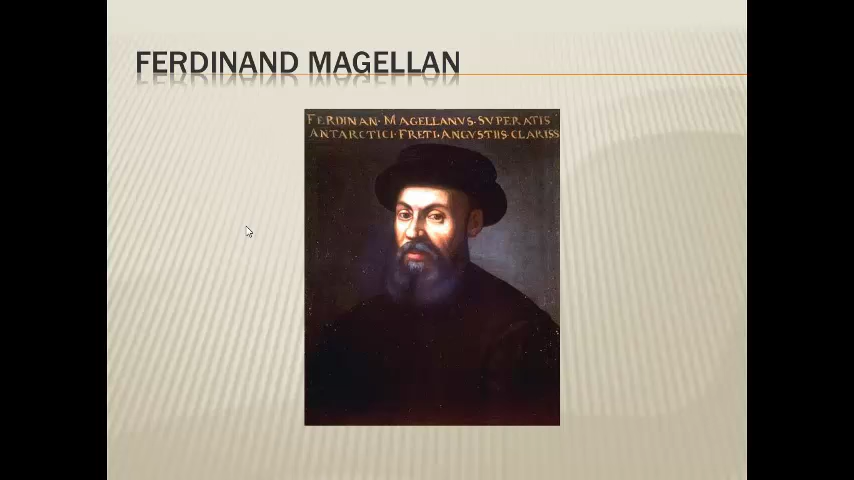 FERDINAND MAGELLAN
FERDINAN· MAGELLANVS· SVPERATIS
ANTARCTICI· FRETI· ANGVSTIIS· CLARISS